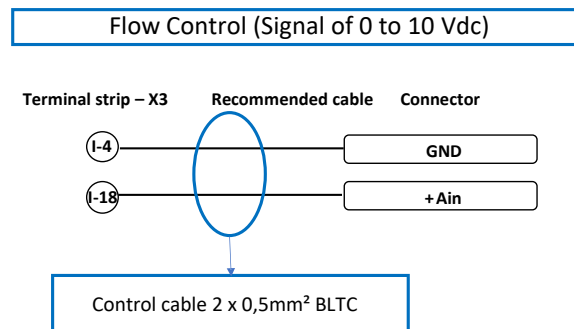 Flow Control (Signal of 0 to 10 Vdc)
Terminal strip – X3 Recommended cable Connector
I-4 GND
I-18 +Ain
Control cable 2 x 0,5mm² BLTC